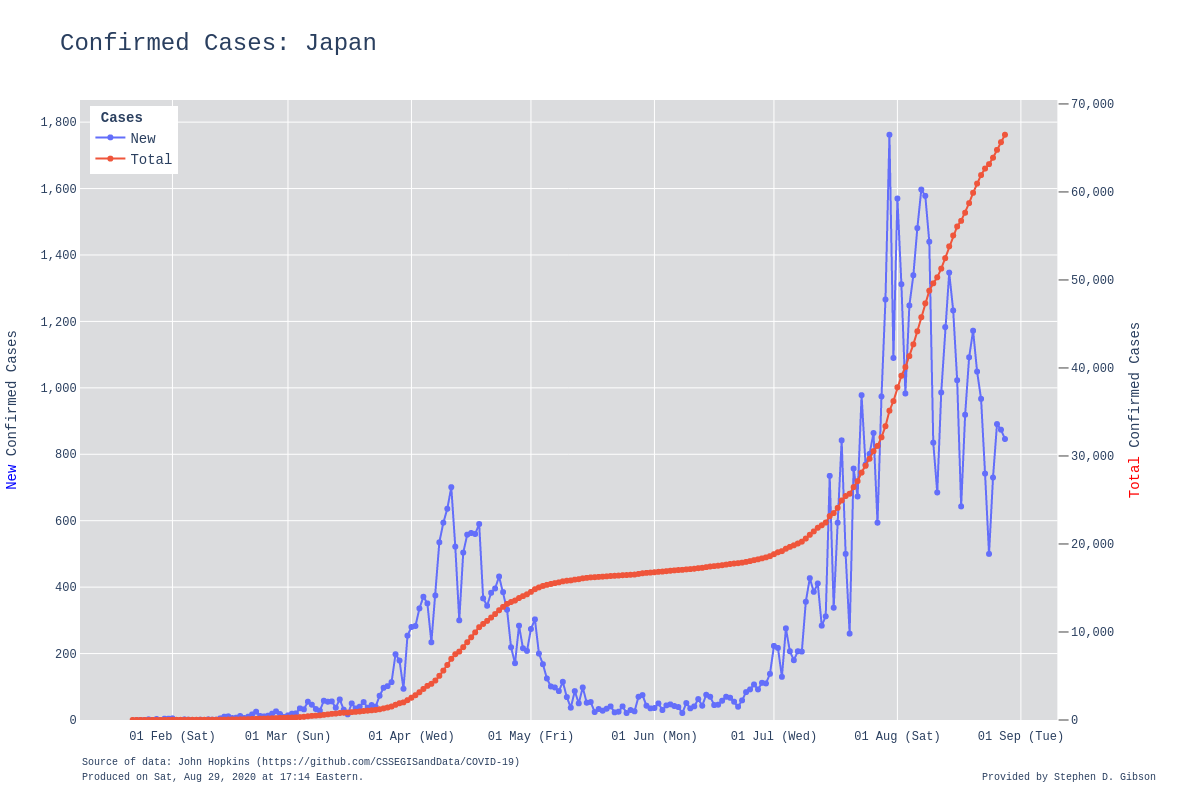 Confirmed Cases: Japan
Cases
New
Total
1,800
1,600
1,400
1,200
1,000
800
600
400
200
0
70,000
60,000
50,000
40,000
30,000
20,000
10,000
0
New Confirmed Cases
Total Confirmed Cases
01 Feb (Sat) 01 Mar (Sun) 01 Apr (Wed) 01 May (Fri) 01 Jun (Mon) 01 Jul (Wed) 01 Aug (Sat) 01 Sep (Tue)
Source of data: John Hopkins (https://github.com/CSSEGISandData/COVID-19)
Produced on Sat, Aug 29, 2020 at 17:14 Eastern.
Provided by Stephen D. Gibson